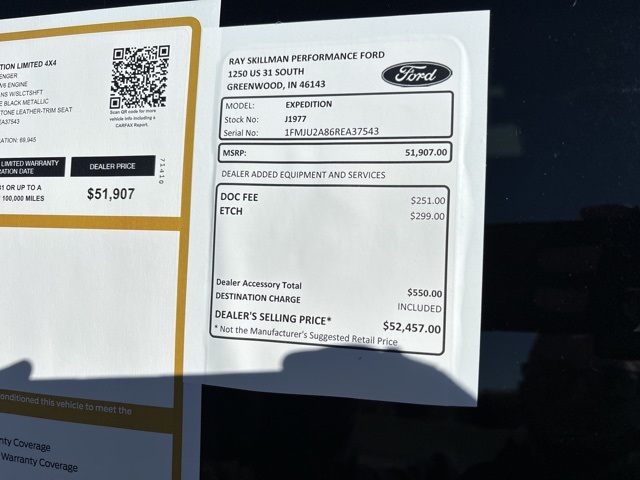 TION LIMITED 4X4
ENGER
V6 ENGINE
ANS W/SLCTSHFT
E BLACK METALLIC
TONE LEATHER-TRIM SEAT
EA37543
Scan QR code for more
vehicle info including a
CARFAX Report.
CATION: 69,945
LIMITED WARRANTY
RATION DATE
DEALER PRICE
31 OR UP TO A
100,000 MILES
$51,907
71410
onditioned this vehicle to meet the
nty Coverage
Warranty Coverage
RAY SKILLMAN PERFORMANCE FORD
1250 US 31 SOUTH
GREENWOOD, IN 46143
Ford
MODEL: EXPEDITION
Stock No: J1977
Serial No: 1FMJU2A86REA37543
MSRP: 51,907.00
DEALER ADDED EQUIPMENT AND SERVICES
DOC FEE $251.00
ETCH $299.00
Dealer Accessory Total $550.00
DESTINATION CHARGE INCLUDED
DEALER'S SELLING PRICE* $52,457.00
* Not the Manufacturer's Suggested Retail Price